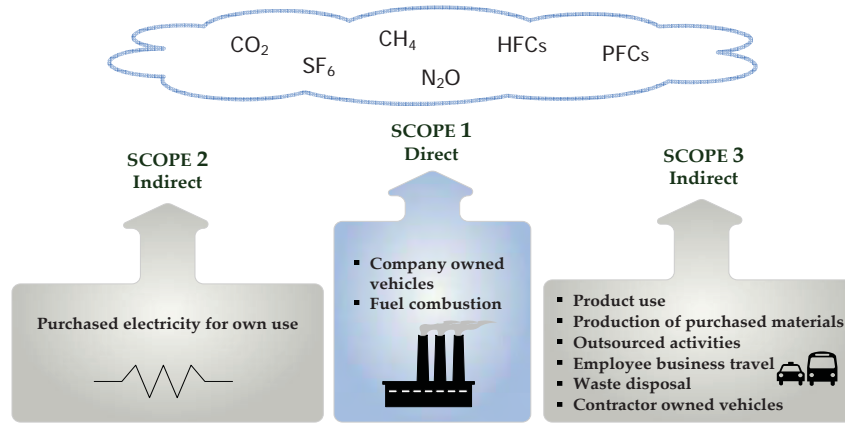 CO₂
SF₆
CH₄
N₂O
HFCs
PFCs
SCOPE 2
Indirect
SCOPE 1
Direct
SCOPE 3
Indirect
Purchased electricity for own use
▪ Company owned
vehicles
▪ Fuel combustion
▪ Product use
▪ Production of purchased materials
▪ Outsourced activities
▪ Employee business travel
▪ Waste disposal
▪ Contractor owned vehicles